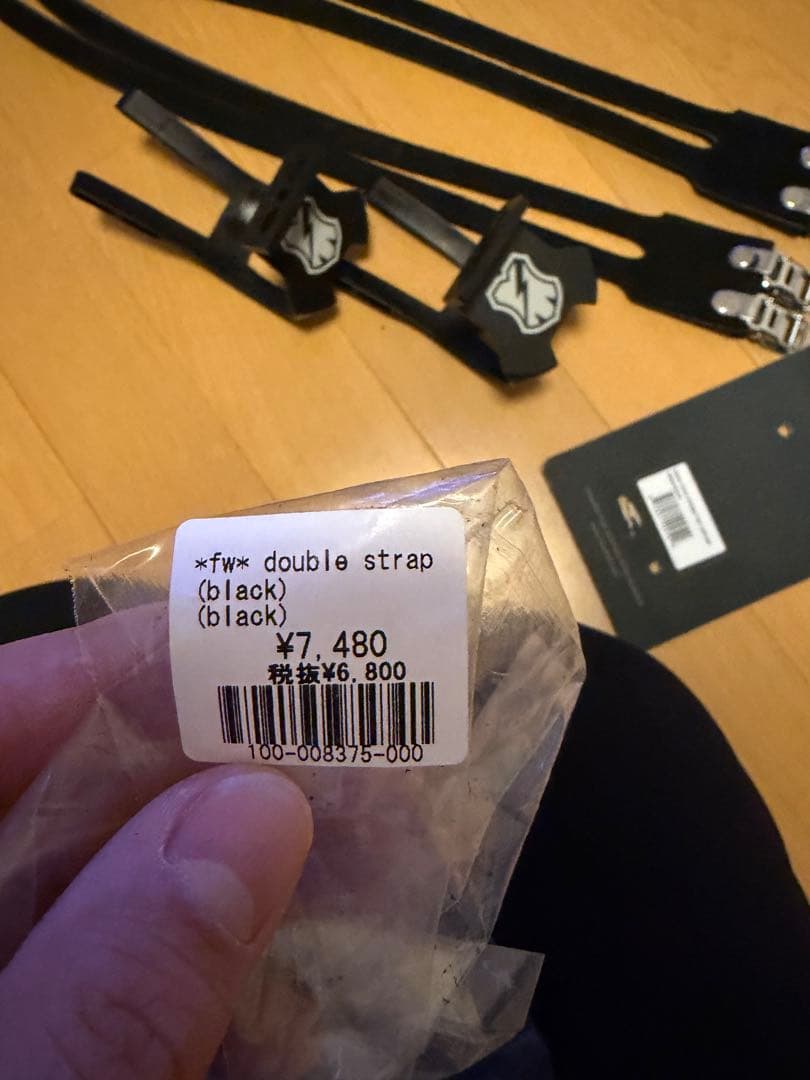 *fw* double strap
(black)
(black)
¥7,480
税抜¥6,800
100-008375-000